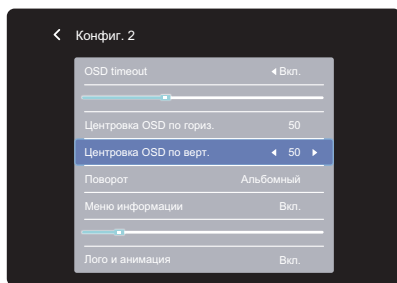 Конфиг. 2
OSD timeout Вкл.
Центровка OSD по гориз. 50
Центровка OSD по верт. 50
Поворот Альбомный
Меню информации Вкл.
Лого и анимация Вкл.